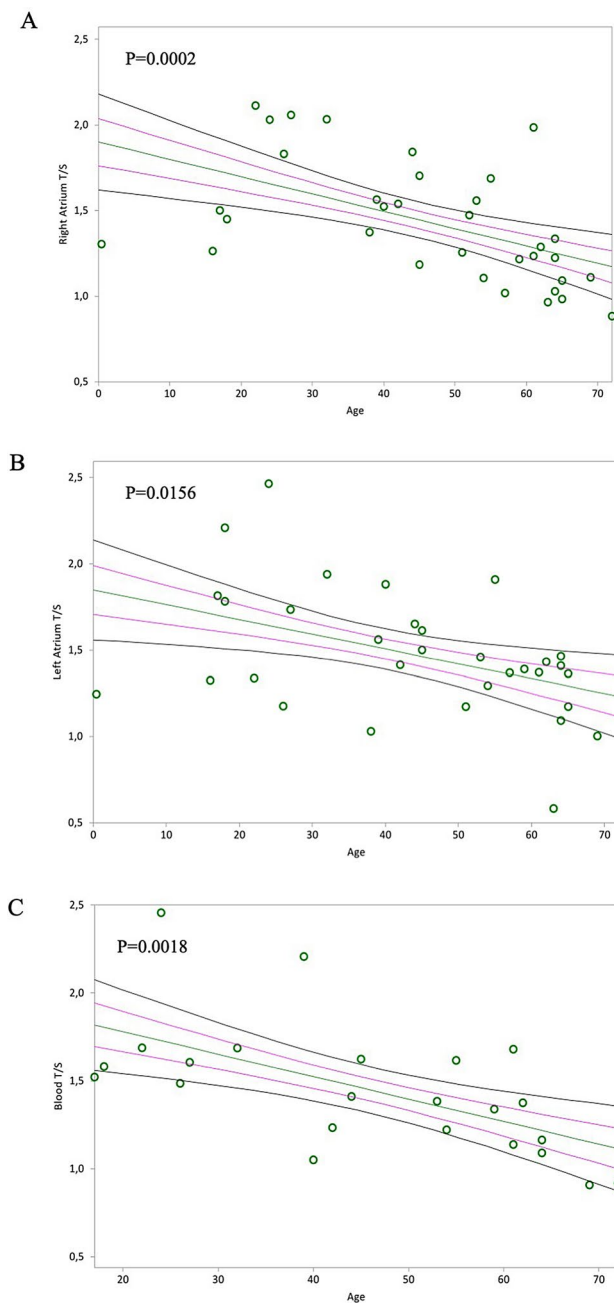 A
P=0.0002
2,5
2,0
1,5
1,0
0,5
Right Atrium T/S
0 10 20 30 40 50 60 70
Age
B
P=0.0156
2,5
2,0
1,5
1,0
0,5
Left Atrium T/S
0 10 20 30 40 50 60 70
Age
C
P=0.0018
2,5
2,0
1,5
1,0
0,5
Blood T/S
20 30 40 50 60 70
Age